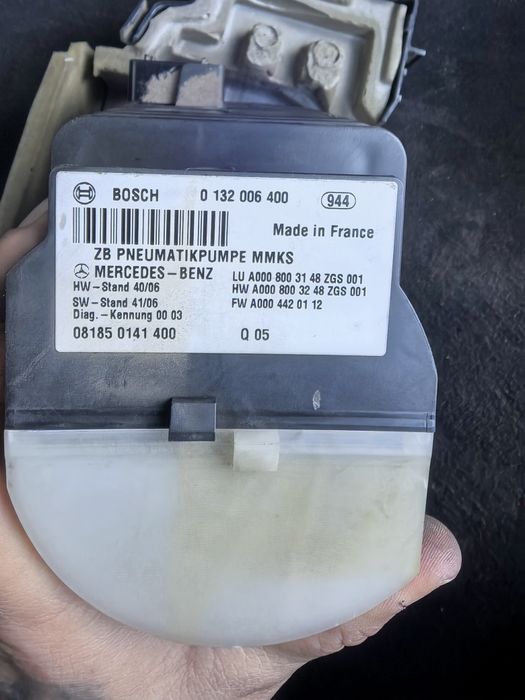 BOSCH 0 132 006 400 944
Made in France
ZB PNEUMATIKPUMPE MMKS
MERCEDES-BENZ LU A000 800 31 48 ZGS 001
HW-Stand 40/06 HW A000 800 32 48 ZGS 001
SW-Stand 41/06 FW A000 442 01 12
Diag.-Kennung 00 03
08185 0141 400 Q 05